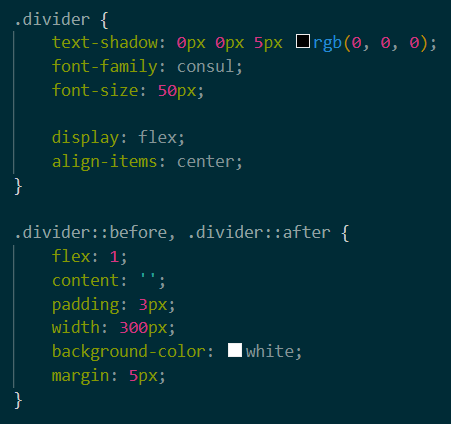 .divider {
text-shadow: 0px 0px 5px rgb(0, 0, 0);
font-family: consul;
font-size: 50px;
display: flex;
align-items: center;
}
.divider::before, .divider::after {
flex: 1;
content: '';
padding: 3px;
width: 300px;
background-color: white;
margin: 5px;
}